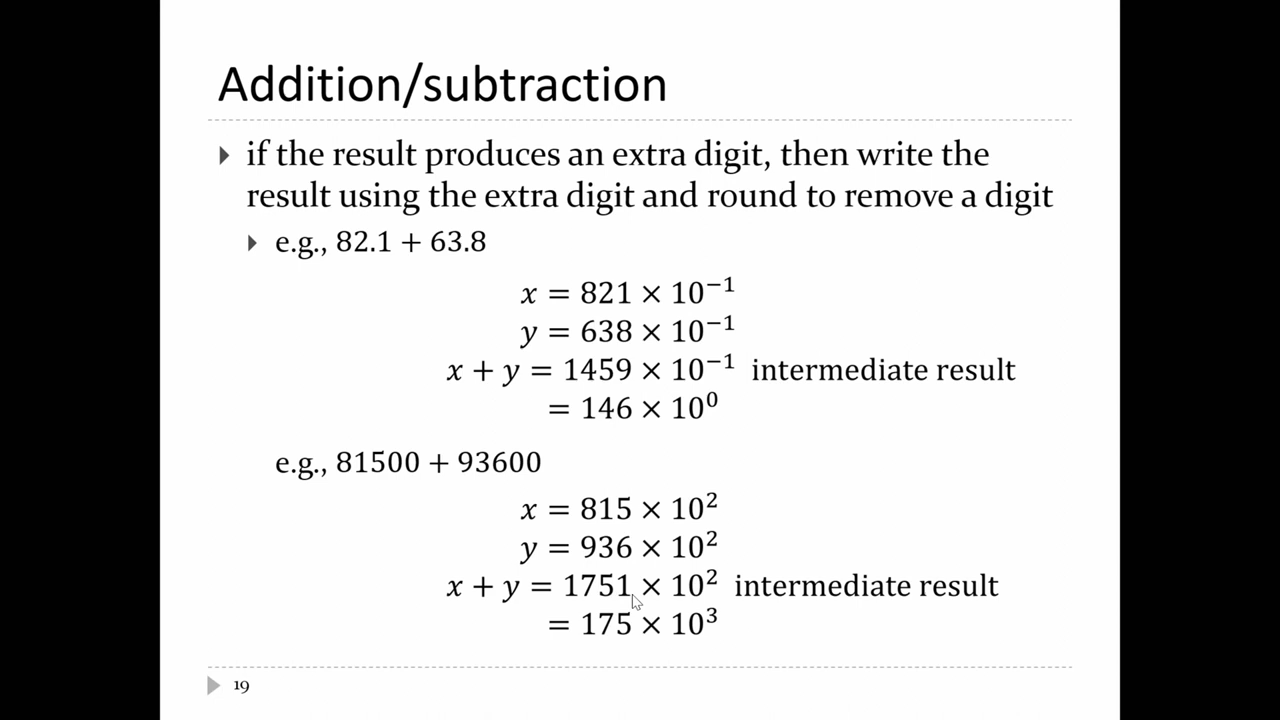 Addition/subtraction
if the result produces an extra digit, then write the
result using the extra digit and round to remove a digit
e.g., 82.1 + 63.8
x = 821 × 10⁻¹
y = 638 × 10⁻¹
x + y = 1459 × 10⁻¹ intermediate result
= 146 × 10⁰
e.g., 81500 + 93600
x = 815 × 10²
y = 936 × 10²
x + y = 1751 × 10² intermediate result
= 175 × 10³
19